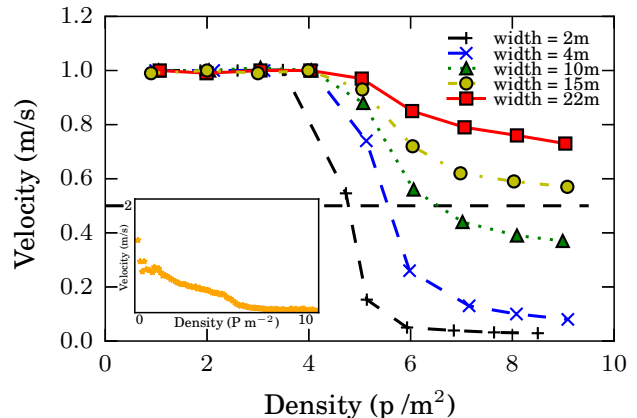 width = 2m
width = 4m
width = 10m
width = 15m
width = 22m
1.2
1.0
0.8
0.6
0.4
0.2
0.0
Velocity (m/s)
0
2
4
6
8
10
Density (p /m²)
2
Velocity (m/s)
0
10
Density (P m⁻²)